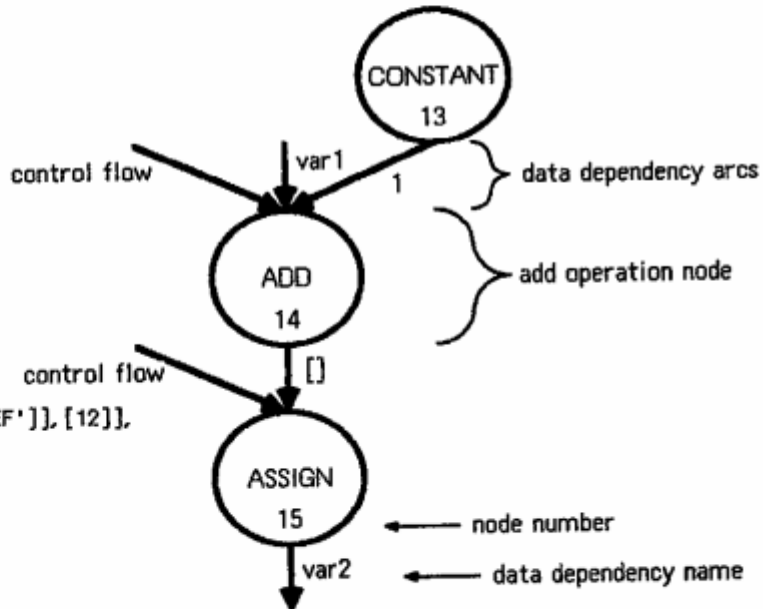 CONSTANT
13
control flow
var1
1
data dependency arcs
ADD
14
add operation node
control flow
[]
F']],[12]],
ASSIGN
15
node number
var2
data dependency name